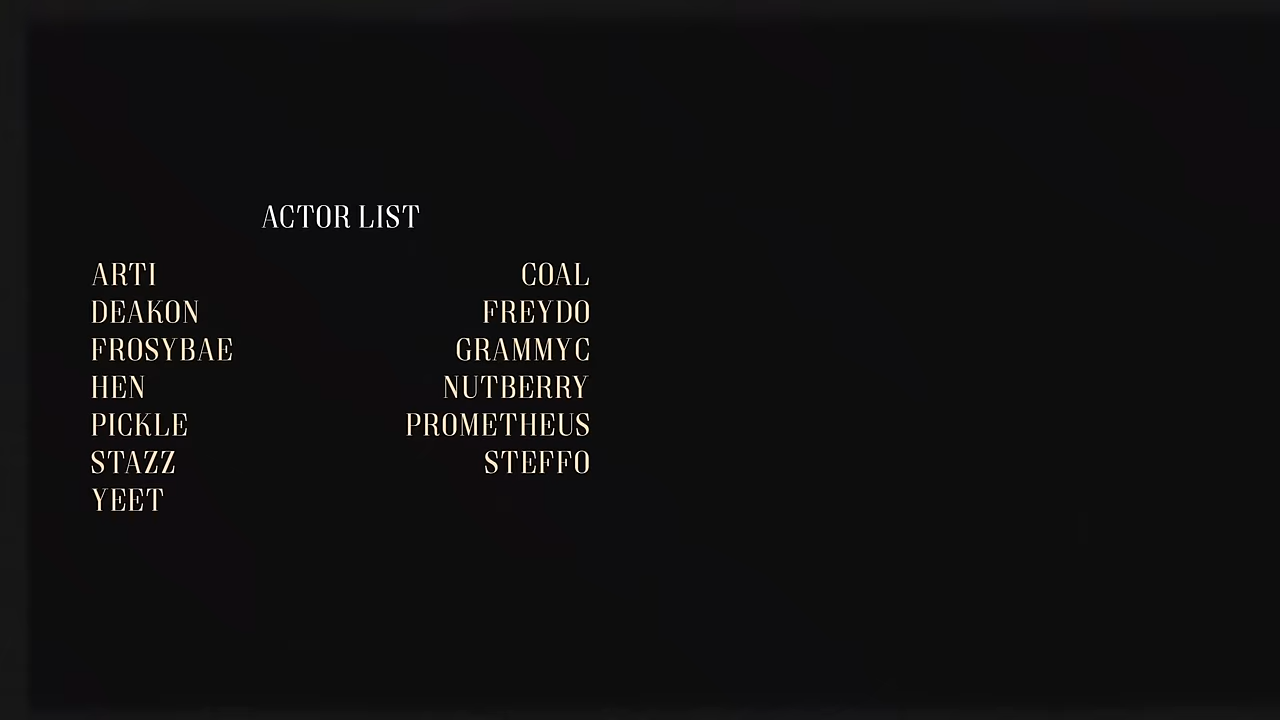 ACTOR LIST
ARTI COAL
DEAKON FREYDO
FROSYBAE GRAMMYC
HEN NUTBERRY
PICKLE PROMETHEUS
STAZZ STEFFO
YEET